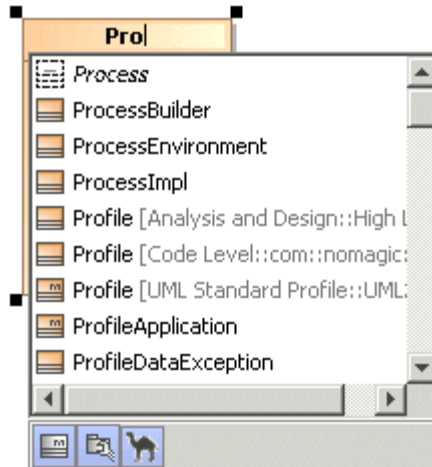 Pro
Process
ProcessBuilder
ProcessEnvironment
ProcessImpl
Profile [Analysis and Design::High L
Profile [Code Level::com::nomagic:
Profile [UML Standard Profile::UML2
ProfileApplication
ProfileDataException